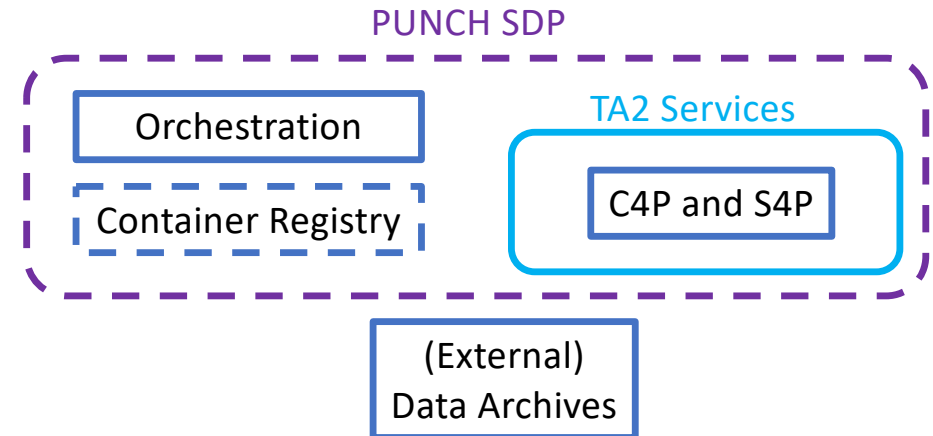 PUNCH SDP
Orchestration
TA2 Services
Container Registry
C4P and S4P
(External)
Data Archives